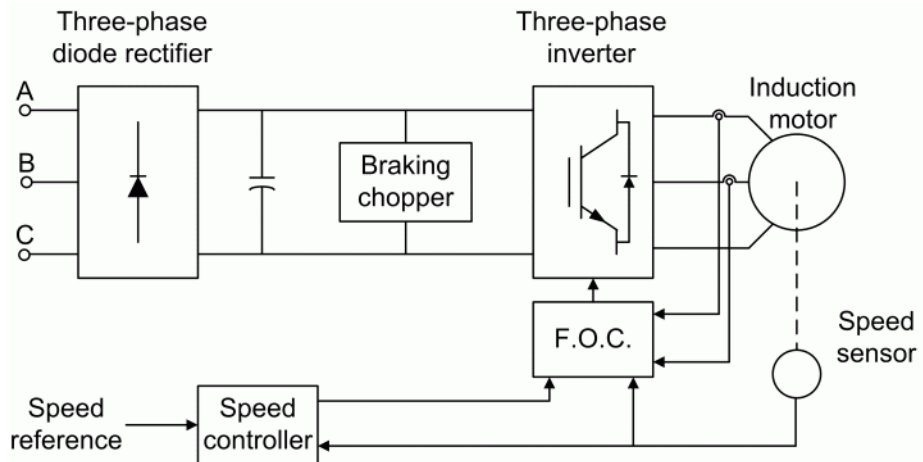 Three-phase
diode rectifier
Three-phase
inverter
Induction
motor
A
B
C
Braking
chopper
F.O.C.
Speed
sensor
Speed
reference
Speed
controller